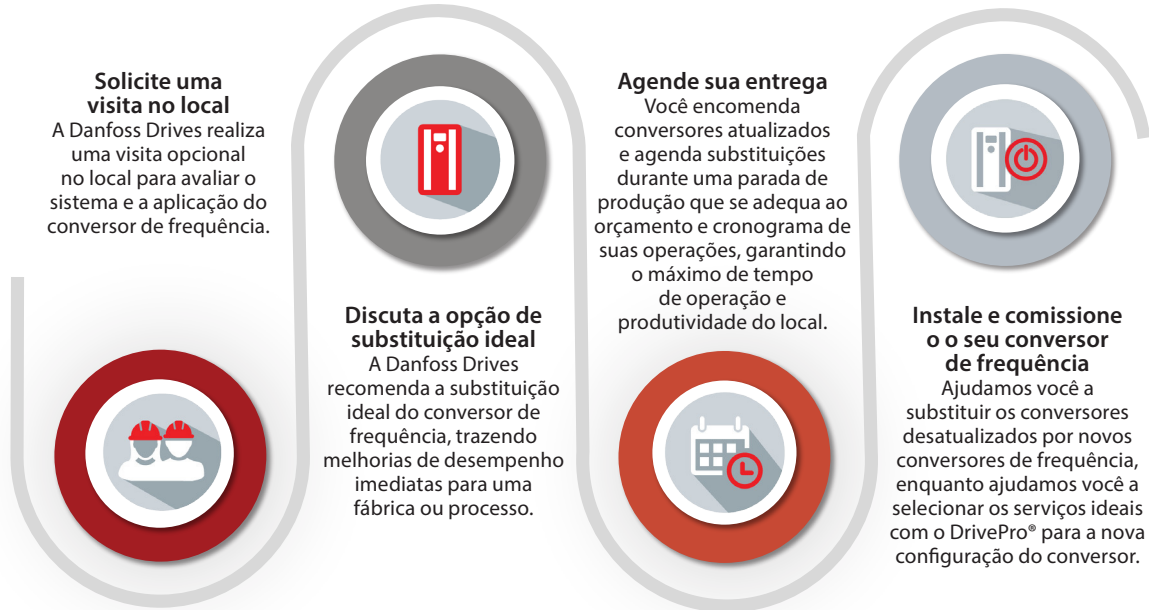 Solicite uma
visita no local
A Danfoss Drives realiza
uma visita opcional
no local para avaliar o
sistema e a aplicação do
conversor de frequência.
Discuta a opção de
substituição ideal
A Danfoss Drives
recomenda a substituição
ideal do conversor de
frequência, trazendo
melhorias de desempenho
imediatas para uma
fábrica ou processo.
Agende sua entrega
Você encomenda
conversores atualizados
e agenda substituições
durante uma parada de
produção que se adequa ao
orçamento e cronograma de
suas operações, garantindo
o máximo de tempo
de operação e
produtividade do local.
Instale e comissione
o o seu conversor
de frequência
Ajudamos você a
substituir os conversores
desatualizados por novos
conversores de frequência,
enquanto ajudamos você a
selecionar os serviços ideais
com o DrivePro® para a nova
configuração do conversor.